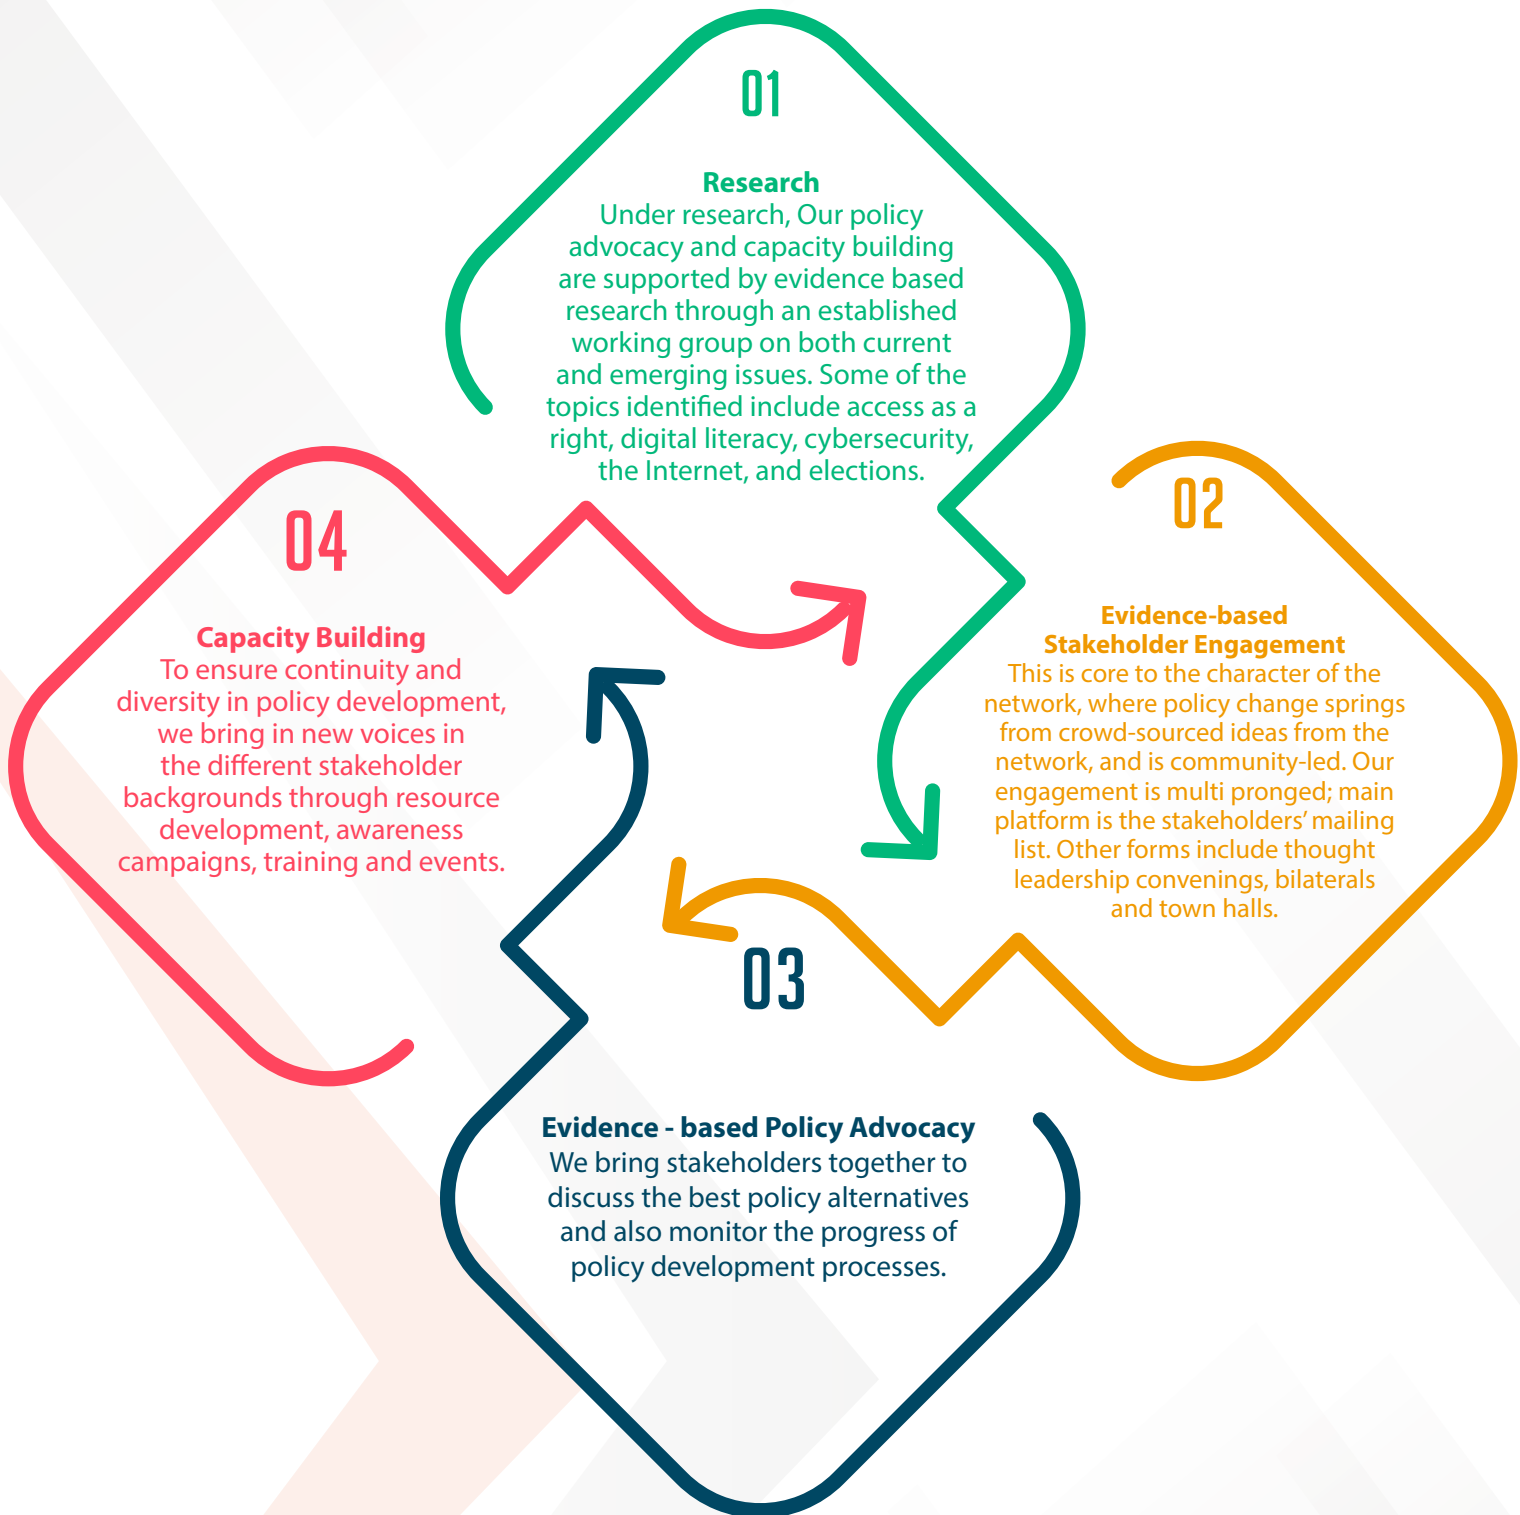 01
Research
Under research, Our policy
advocacy and capacity building
are supported by evidence based
research through an established
working group on both current
and emerging issues. Some of the
topics identified include access as a
right, digital literacy, cybersecurity,
the Internet, and elections.
02
Evidence-based
Stakeholder Engagement
This is core to the character of the
network, where policy change springs
from crowd-sourced ideas from the
network, and is community-led. Our
engagement is multi pronged; main
platform is the stakeholders’ mailing
list. Other forms include thought
leadership convenings, bilaterals
and town halls.
03
Evidence - based Policy Advocacy
We bring stakeholders together to
discuss the best policy alternatives
and also monitor the progress of
policy development processes.
04
Capacity Building
To ensure continuity and
diversity in policy development,
we bring in new voices in
the different stakeholder
backgrounds through resource
development, awareness
campaigns, training and events.